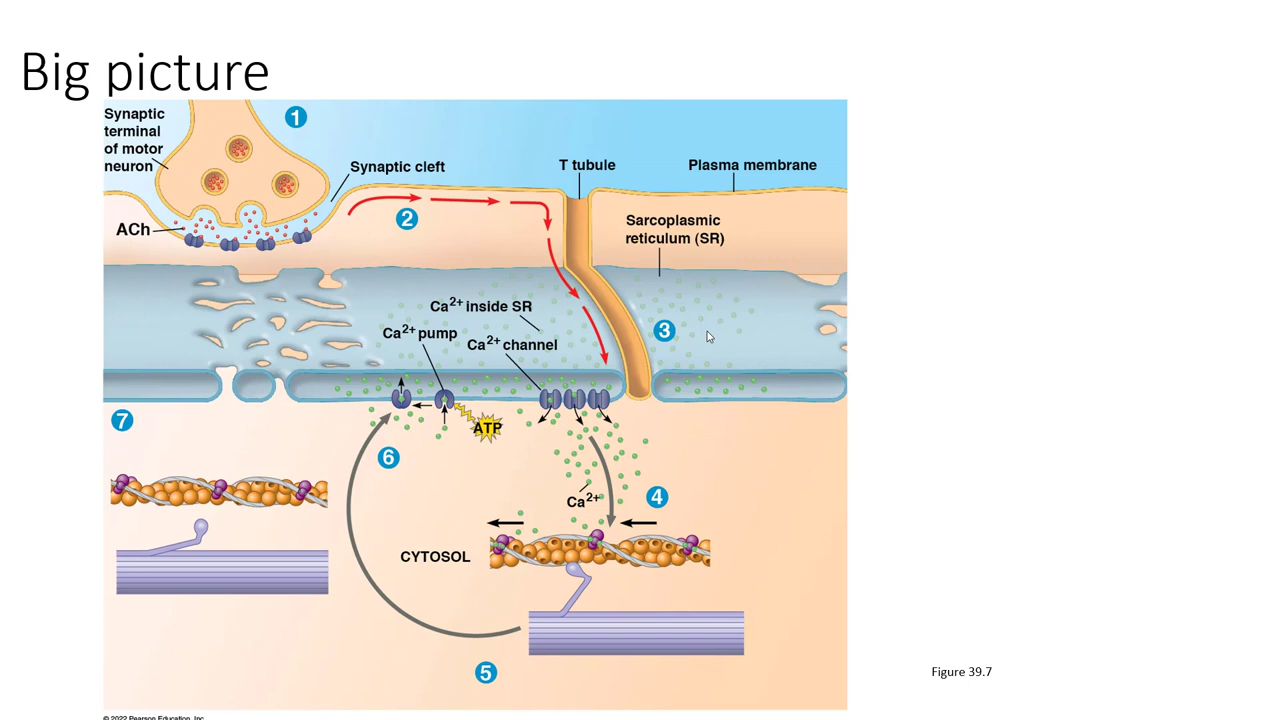 Big picture
Synaptic
terminal
of motor
neuron
1
Synaptic cleft
T tubule
Plasma membrane
ACh
2
Sarcoplasmic
reticulum (SR)
Ca2+ inside SR
Ca2+ pump
Ca2+ channel
3
7
ATP
6
Ca2+
4
CYTOSOL
5
Figure 39.7
© 2022 Pearson Education, Inc.